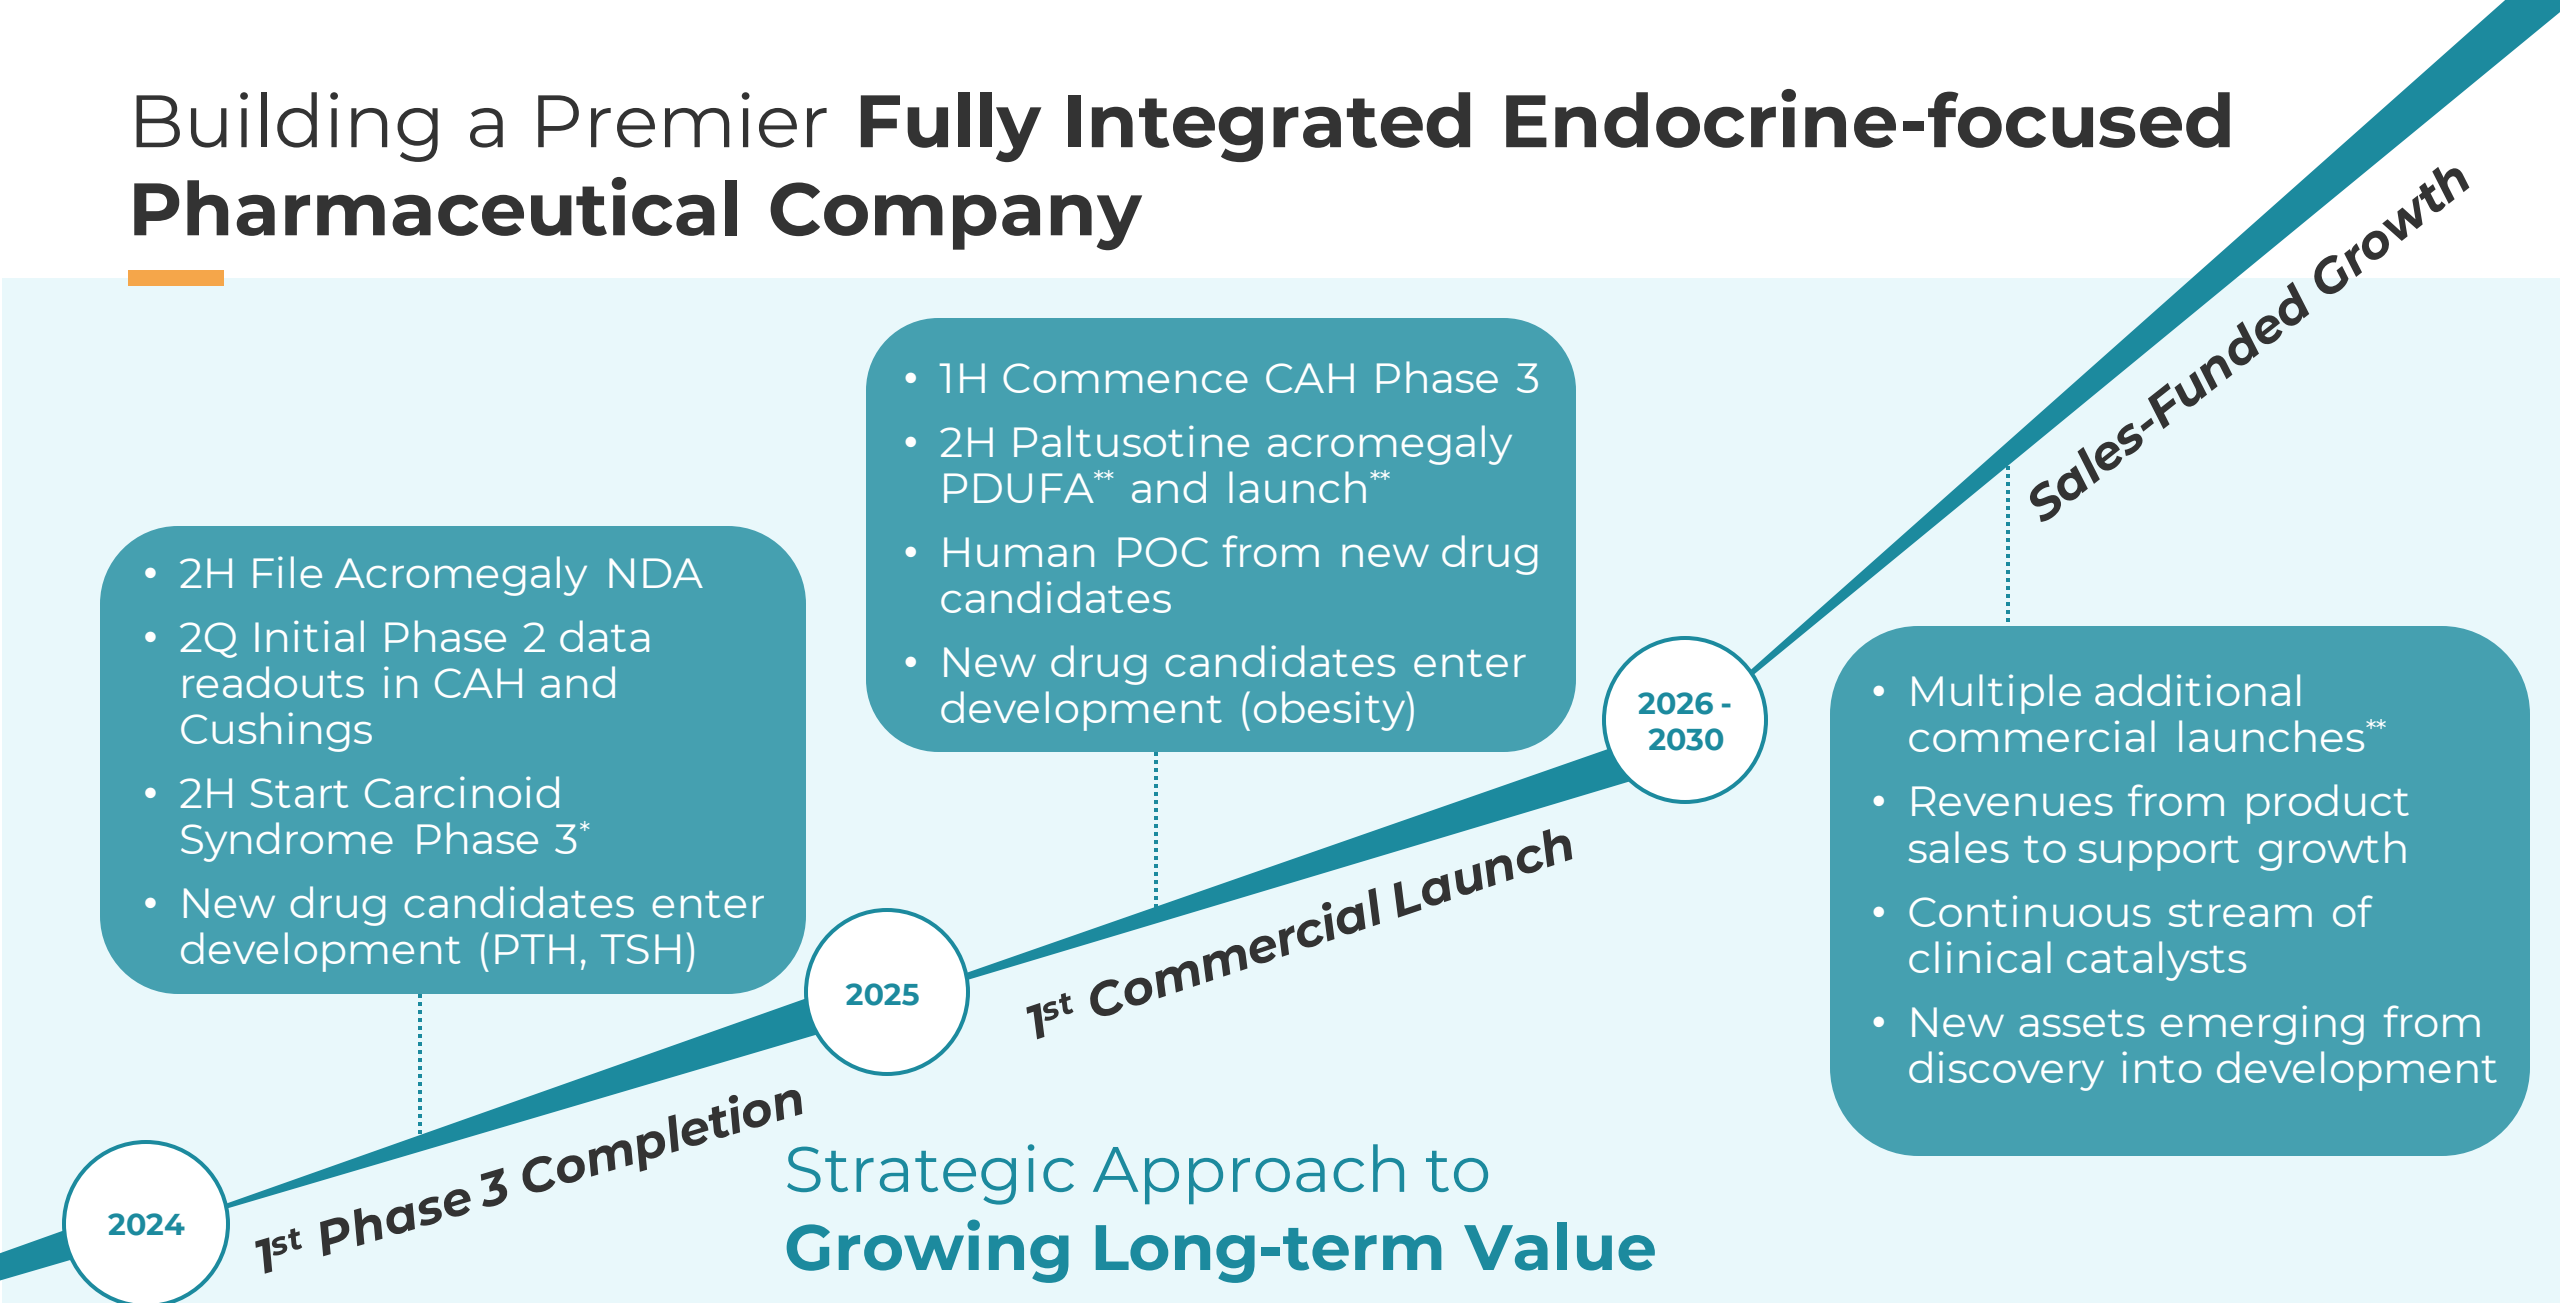 Building a Premier Fully Integrated Endocrine-focused
Pharmaceutical Company
• 2H File Acromegaly NDA
• 2Q Initial Phase 2 data
readouts in CAH and
Cushings
• 2H Start Carcinoid
Syndrome Phase 3*
• New drug candidates enter
development (PTH, TSH)
2024
1st Phase 3 Completion
• 1H Commence CAH Phase 3
• 2H Paltusotine acromegaly
PDUFA** and launch**
• Human POC from new drug
candidates
• New drug candidates enter
development (obesity)
2025
1st Commercial Launch
2026 -
2030
Sales-Funded Growth
• Multiple additional
commercial launches**
• Revenues from product
sales to support growth
• Continuous stream of
clinical catalysts
• New assets emerging from
discovery into development
Strategic Approach to
Growing Long-term Value